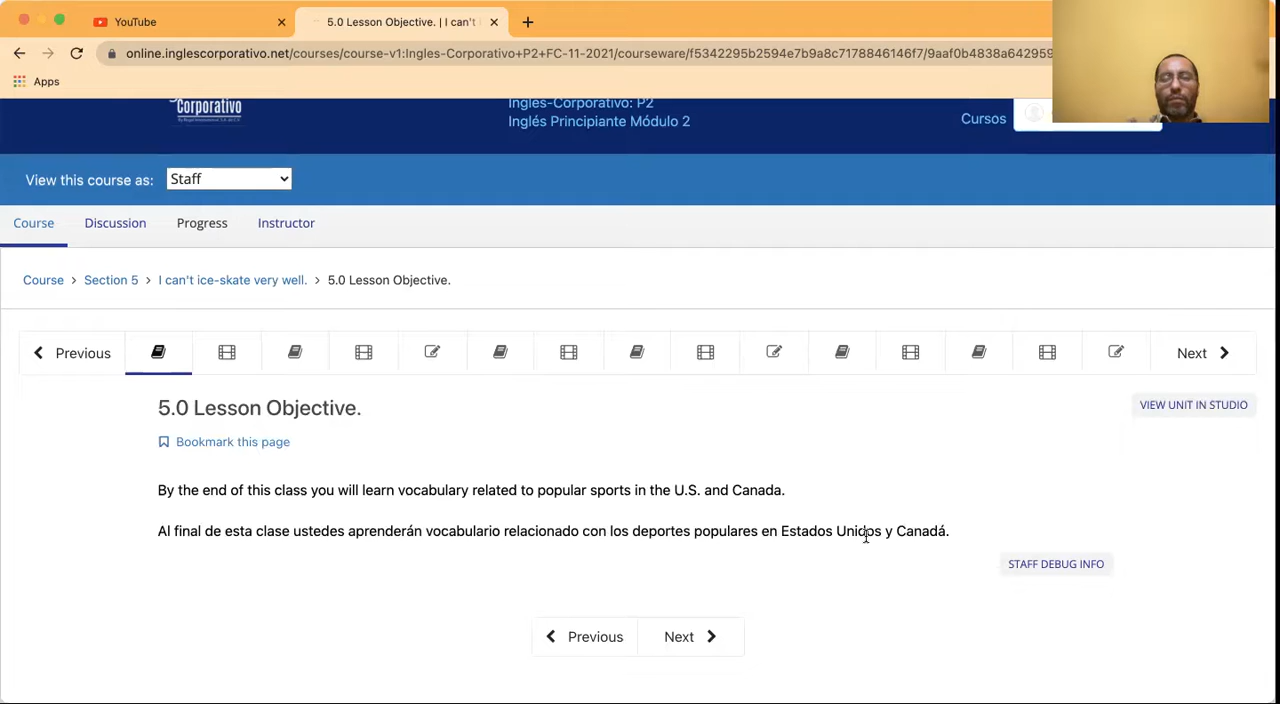 YouTube
5.0 Lesson Objective. | I can't i
online.inglescorporativo.net/courses/course-v1:Ingles-Corporativo+P2+FC-11-2021/courseware/f5342295b2594e7b9a8c7178846146f7/9aaf0b4838a642959
Apps
Corporativo
Ingles-Corporativo: P2
Inglés Principiante Módulo 2
Cursos
View this course as:
Staff
Course
Discussion
Progress
Instructor
Course > Section 5 > I can't ice-skate very well. > 5.0 Lesson Objective.
Previous
Next
5.0 Lesson Objective.
VIEW UNIT IN STUDIO
Bookmark this page
By the end of this class you will learn vocabulary related to popular sports in the U.S. and Canada.
Al final de esta clase ustedes aprenderán vocabulario relacionado con los deportes populares en Estados Unidos y Canadá.
STAFF DEBUG INFO
Previous
Next